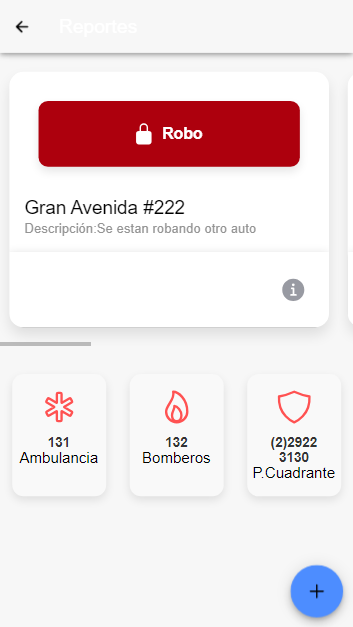 Reportes
Robo
Gran Avenida #222
Descripción:Se estan robando otro auto
131
Ambulancia
132
Bomberos
(2)2922
3130
P.Cuadrante